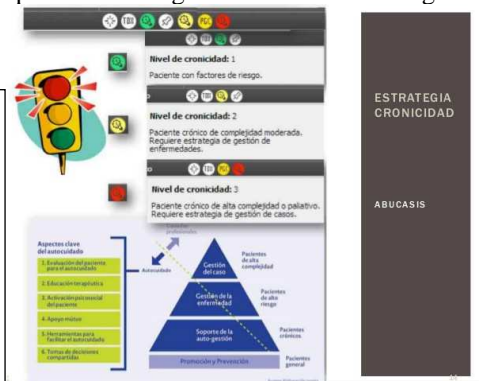 TBX
PGC
Nivel de cronicidad: 1
Paciente con factores de riesgo.
Nivel de cronicidad: 2
Paciente crónico de complejidad moderada.
Requiere estrategia de gestión de
enfermedades.
TBX PGC
Nivel de cronicidad: 3
Paciente crónico de alta complejidad o paliativo.
Requiere estrategia de gestión de casos.
ESTRATEGIA
CRONICIDAD
ABUCASIS
Aspectos clave
del autocuidado
1. Evaluación del paciente
para el autocuidado
2. Educación terapéutica
3. Activación psicosocial
del paciente
4. Apoyo mutuo
5. Herramientas para
facilitar el autocuidado
6. Tomas de decisiones
compartidas
profesionales
Autocuidado
Gestión
del caso
Pacientes
de alta
complejidad
Gestión de la
enfermedad
Pacientes
de alto
riesgo
Soporte de la
auto-gestión
Pacientes
crónicos
Promoción y Prevención
Pacientes
general